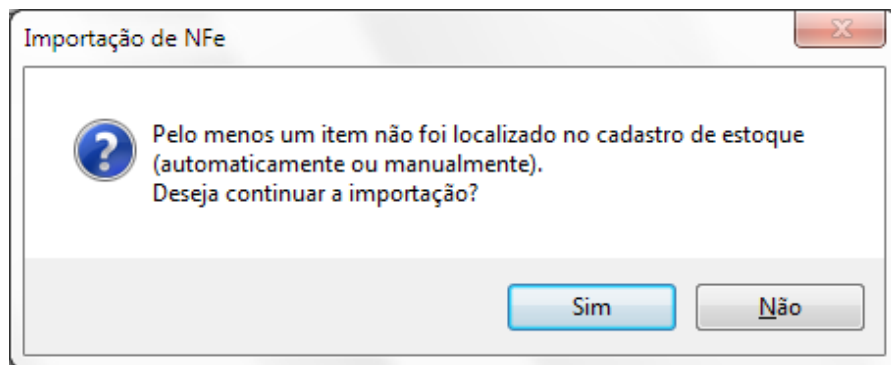 Importação de NFe
Pelo menos um item não foi localizado no cadastro de estoque
(automaticamente ou manualmente).
Deseja continuar a importação?
Sim
Não